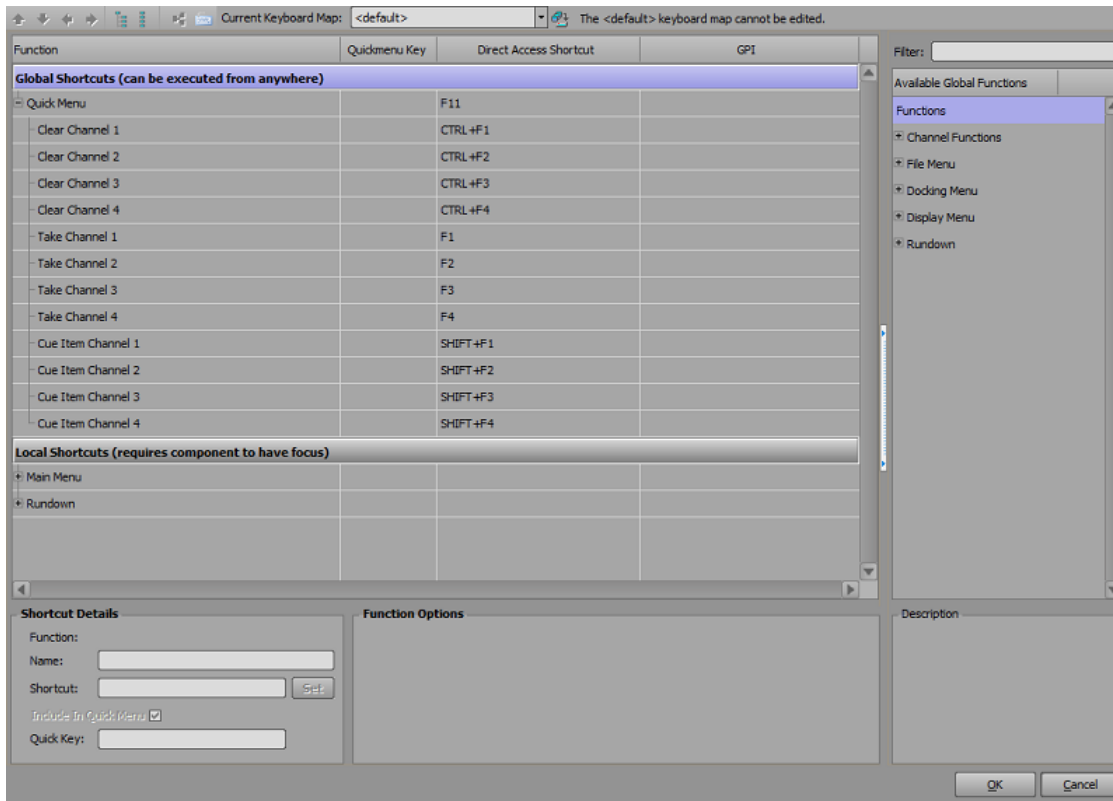 Current Keyboard Map: <default> The <default> keyboard map cannot be edited.
Function Quickmenu Key Direct Access Shortcut GPI
Global Shortcuts (can be executed from anywhere)
Quick Menu F11
Clear Channel 1 CTRL+F1
Clear Channel 2 CTRL+F2
Clear Channel 3 CTRL+F3
Clear Channel 4 CTRL+F4
Take Channel 1 F1
Take Channel 2 F2
Take Channel 3 F3
Take Channel 4 F4
Cue Item Channel 1 SHIFT+F1
Cue Item Channel 2 SHIFT+F2
Cue Item Channel 3 SHIFT+F3
Cue Item Channel 4 SHIFT+F4
Local Shortcuts (requires component to have focus)
Main Menu
Rundown
Filter:
Available Global Functions
Functions
Channel Functions
File Menu
Docking Menu
Display Menu
Rundown
Shortcut Details
Function:
Name:
Shortcut: Set
Include In Quick Menu
Quick Key:
Function Options
Description
OK Cancel